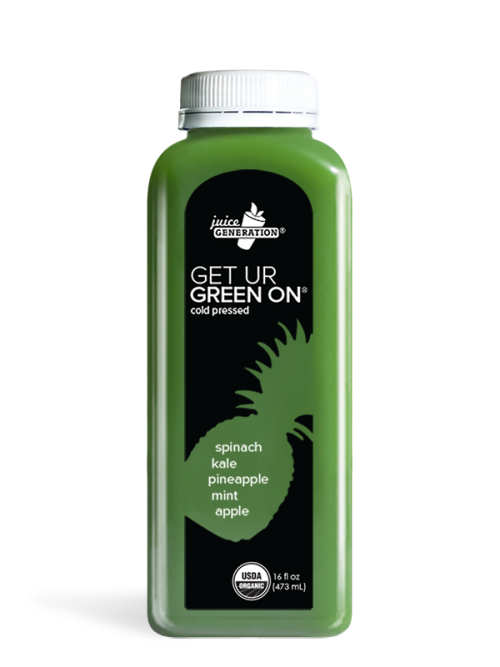 juice
GENERATION®
GET UR
GREEN ON®
cold pressed
spinach
kale
pineapple
mint
apple
USDA
ORGANIC
16 fl oz
(473 mL)